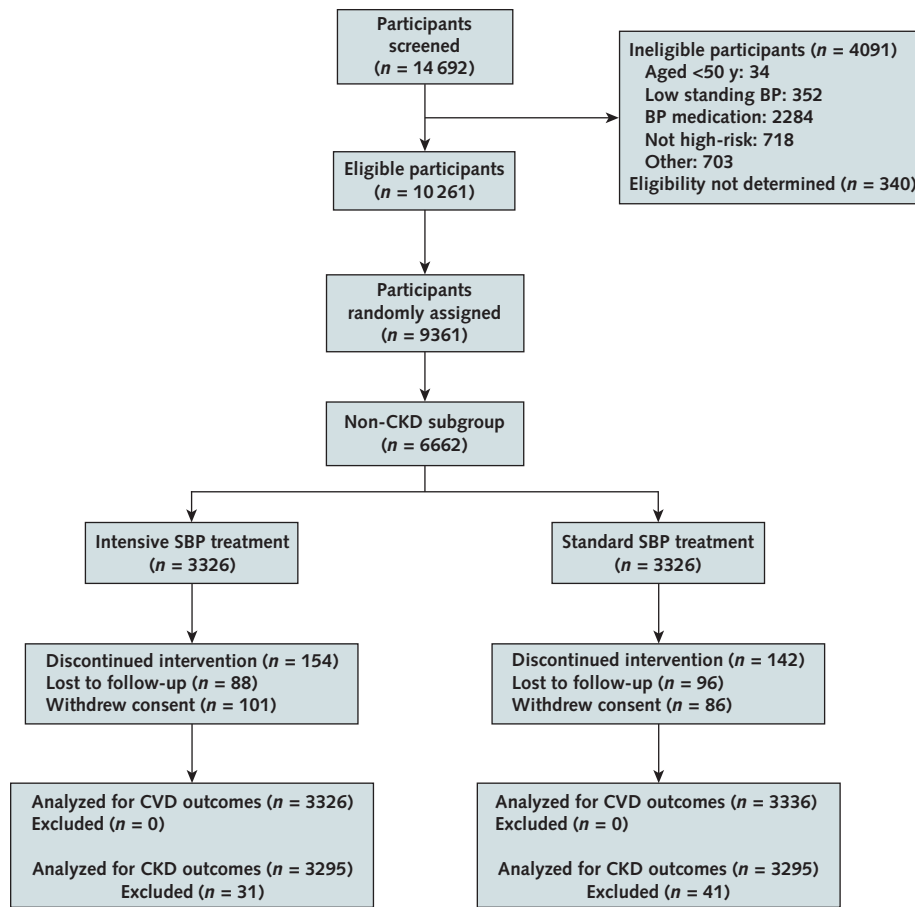 Participants
screened
(n = 14 692)
Ineligible participants (n = 4091)
Aged <50 y: 34
Low standing BP: 352
BP medication: 2284
Not high-risk: 718
Other: 703
Eligibility not determined (n = 340)
Eligible participants
(n = 10 261)
Participants
randomly assigned
(n = 9361)
Non-CKD subgroup
(n = 6662)
Intensive SBP treatment
(n = 3326)
Standard SBP treatment
(n = 3326)
Discontinued intervention (n = 154)
Lost to follow-up (n = 88)
Withdrew consent (n = 101)
Discontinued intervention (n = 142)
Lost to follow-up (n = 96)
Withdrew consent (n = 86)
Analyzed for CVD outcomes (n = 3326)
Excluded (n = 0)
Analyzed for CKD outcomes (n = 3295)
Excluded (n = 31)
Analyzed for CVD outcomes (n = 3336)
Excluded (n = 0)
Analyzed for CKD outcomes (n = 3295)
Excluded (n = 41)